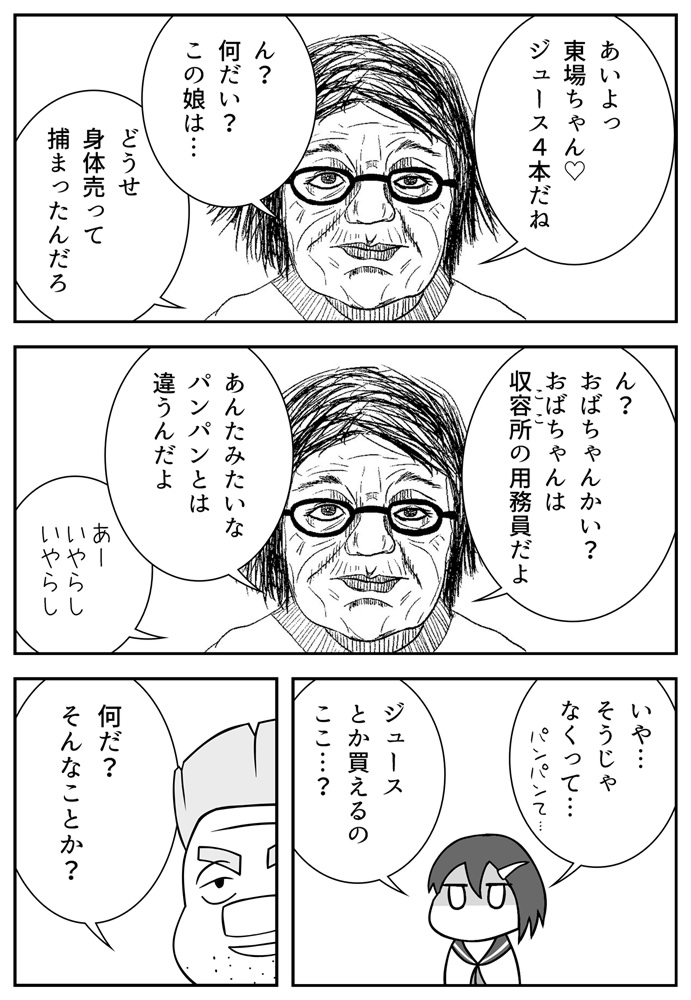 あいよっ
東場ちゃん♡
ジュース4本だね
ん？
何だい？
この娘は…
どうせ
身体売って
捕まったんだろ
ん？
おばちゃんかい？
おばちゃんは
収容所の用務員だよ
ここ
あんたみたいな
パンパンとは
違うんだよ
あー
いやらし
いやらし
いや…
そうじゃ
なくって…
パンパンて…
ジュース
とか買えるの
ここ…？
何だ？
そんなことか？